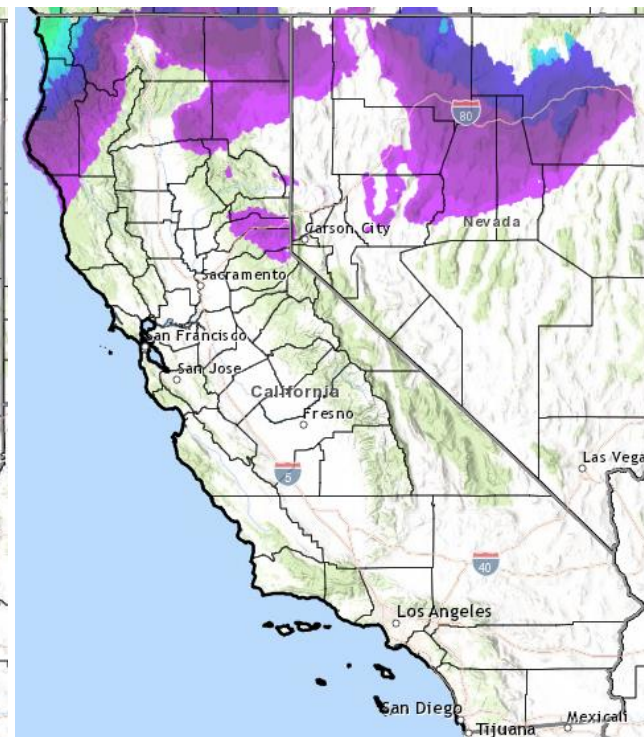 80
Nevada
Carson City
Sacramento
San Francisco
San Jose
California
Fresno
5
Las Vega
40
Los Angeles
San Diego
Tijuana
Mexicali